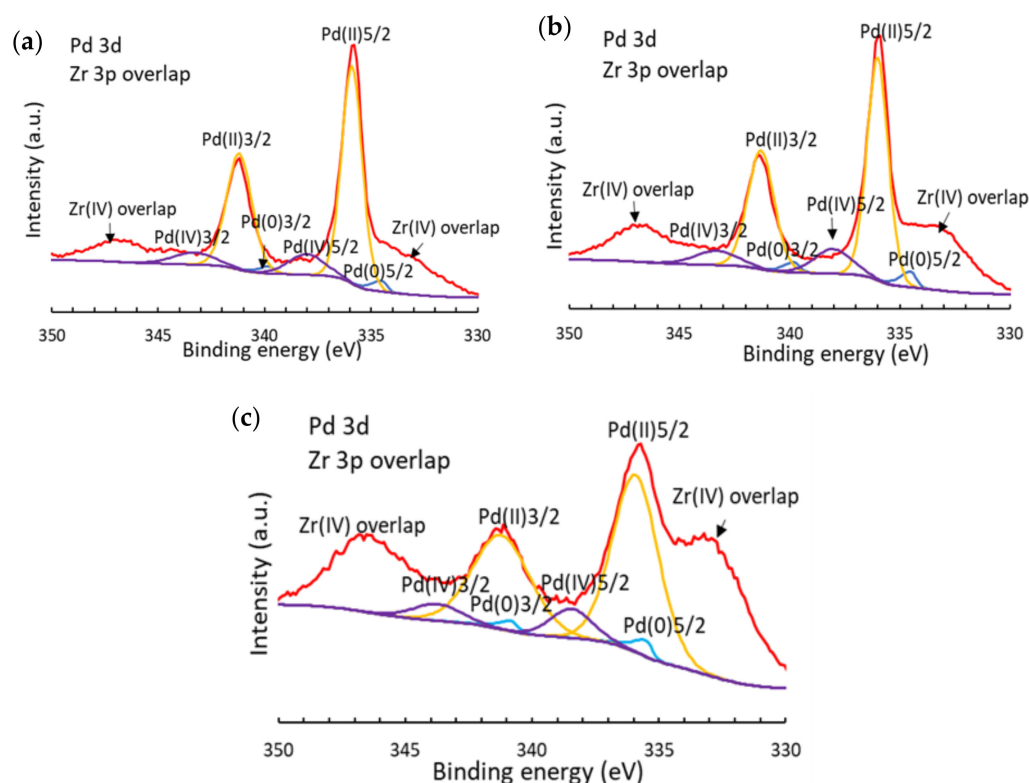 (a)
Pd 3d
Zr 3p overlap
Pd(II)5/2
Pd(II)3/2
Zr(IV) overlap
Pd(0)3/2
Zr(IV) overlap
Pd(IV)3/2
Pd(IV)5/2
Pd(0)5/2
Intensity (a.u.)
350 345 340 335 330
Binding energy (eV)
(b)
Pd 3d
Zr 3p overlap
Pd(II)5/2
Pd(II)3/2
Zr(IV) overlap
Pd(IV)5/2
Zr(IV) overlap
Pd(IV)3/2
Pd(0)3/2
Pd(0)5/2
Intensity (a.u.)
350 345 340 335 330
Binding energy (eV)
(c)
Pd 3d
Zr 3p overlap
Pd(II)5/2
Zr(IV) overlap
Pd(II)3/2
Zr(IV) overlap
Pd(IV)3/2
Pd(IV)5/2
Pd(0)3/2
Pd(0)5/2
Intensity (a.u.)
350 345 340 335 330
Binding energy (eV)